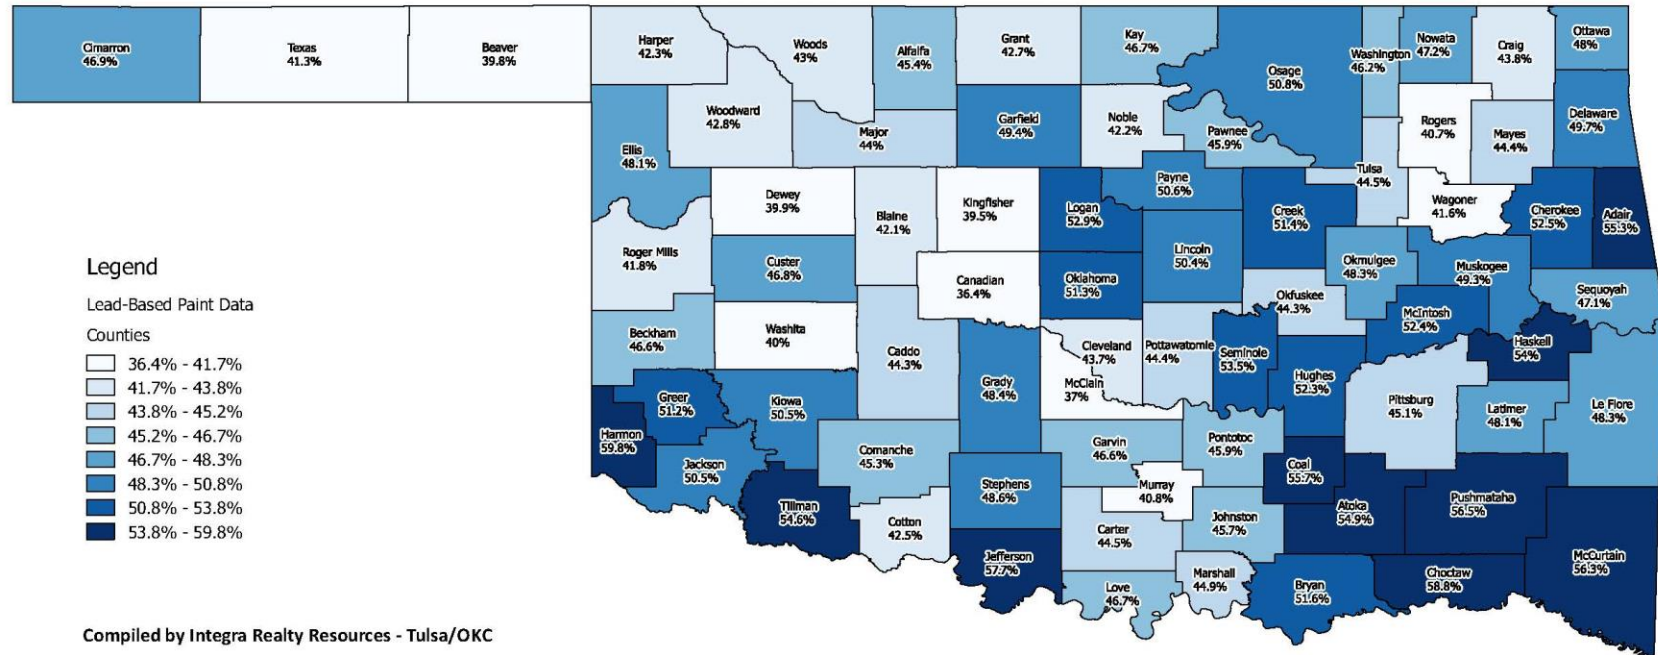 Cimarron
46.9%
Texas
41.3%
Beaver
39.8%
Harper
42.3%
Woods
43%
Alfalfa
45.4%
Grant
42.7%
Kay
46.7%
Osage
50.8%
Washington
46.2%
Nowata
47.2%
Craig
43.8%
Ottawa
48%
Woodward
42.8%
Major
44%
Garfield
49.4%
Noble
42.2%
Pawnee
45.9%
Rogers
40.7%
Mayes
44.4%
Delaware
49.7%
Ellis
48.1%
Dewey
39.9%
Blaine
42.1%
Kingfisher
39.5%
Logan
52.9%
Payne
50.6%
Creek
51.4%
Tulsa
44.5%
Wagoner
41.6%
Cherokee
52.5%
Adair
55.3%
Roger Mills
41.8%
Custer
46.8%
Canadian
36.4%
Oklahoma
51.3%
Lincoln
50.4%
Okfuskee
44.3%
Okmulgee
48.3%
Muskogee
49.3%
Sequoyah
47.1%
Beckham
46.6%
Washita
40%
Caddo
44.3%
Grady
48.4%
Cleveland
43.7%
McClain
37%
Pottawatomie
44.4%
Seminole
53.5%
Hughes
52.3%
McIntosh
52.4%
Haskell
54%
Greer
51.2%
Kiowa
50.5%
Harmon
59.8%
Jackson
50.5%
Tillman
54.6%
Comanche
45.3%
Cotton
42.5%
Stephens
48.6%
Jefferson
57.7%
Garvin
46.6%
Murray
40.8%
Carter
44.5%
Love
46.7%
Pontotoc
45.9%
Johnston
45.7%
Marshall
44.9%
Coal
55.7%
Pittsburg
45.1%
Latimer
48.1%
Le Flore
48.3%
Atoka
54.9%
Pushmataha
56.5%
Bryan
51.6%
Choctaw
58.8%
McCurtain
56.3%
Legend
Lead-Based Paint Data
Counties
36.4% - 41.7%
41.7% - 43.8%
43.8% - 45.2%
45.2% - 46.7%
46.7% - 48.3%
48.3% - 50.8%
50.8% - 53.8%
53.8% - 59.8%
Compiled by Integra Realty Resources - Tulsa/OKC